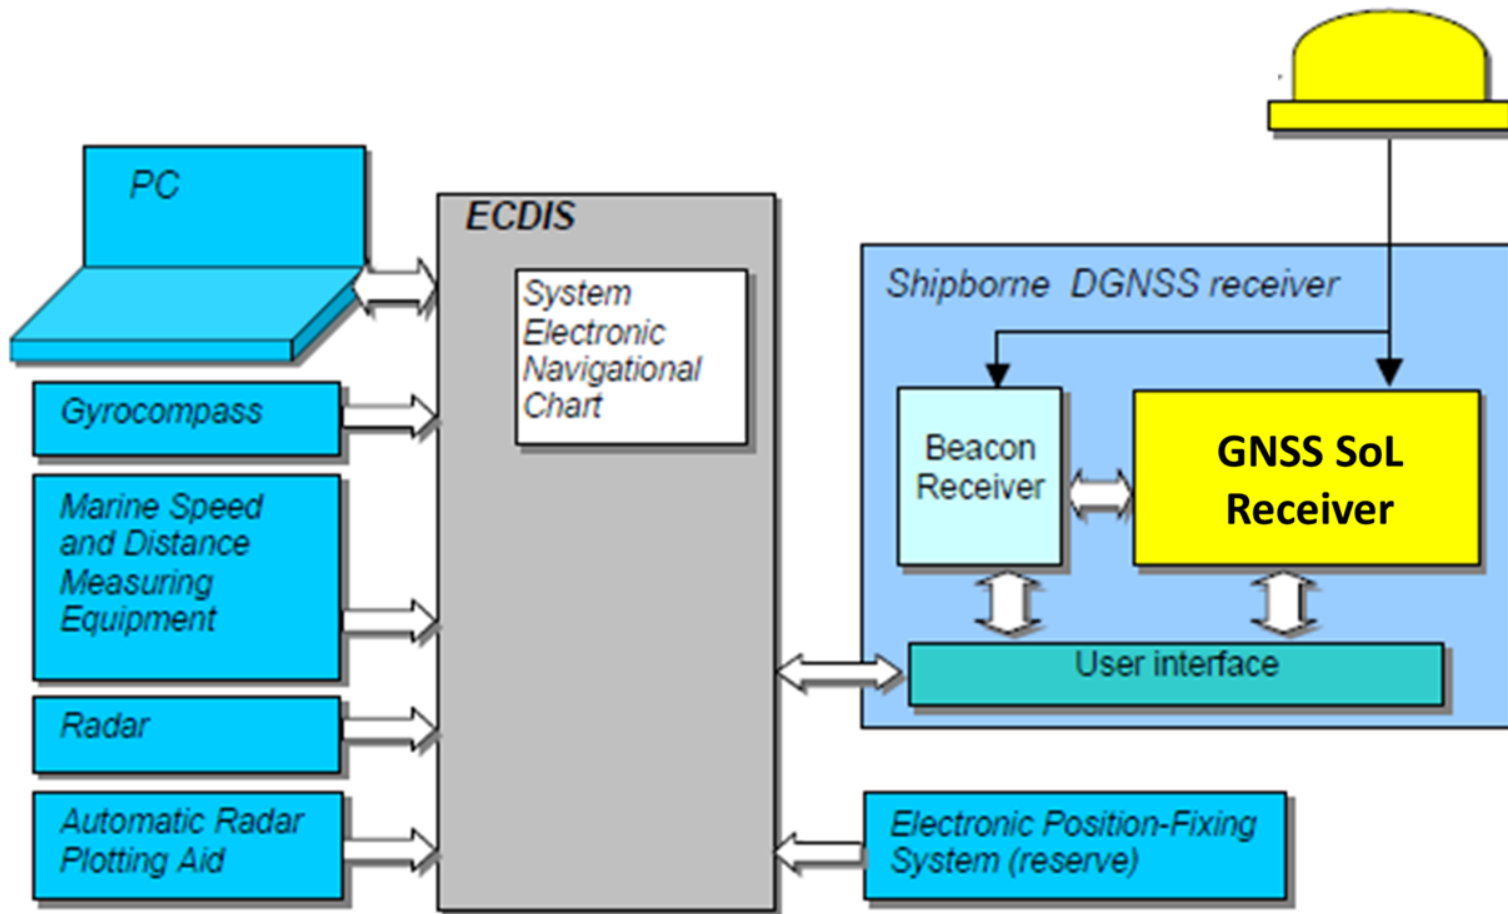 PC
ECDIS
System
Electronic
Navigational
Chart
Gyrocompass
Marine Speed
and Distance
Measuring
Equipment
Radar
Automatic Radar
Plotting Aid
Shipborne DGNSS receiver
Beacon
Receiver
GNSS SoL
Receiver
User interface
Electronic Position-Fixing
System (reserve)